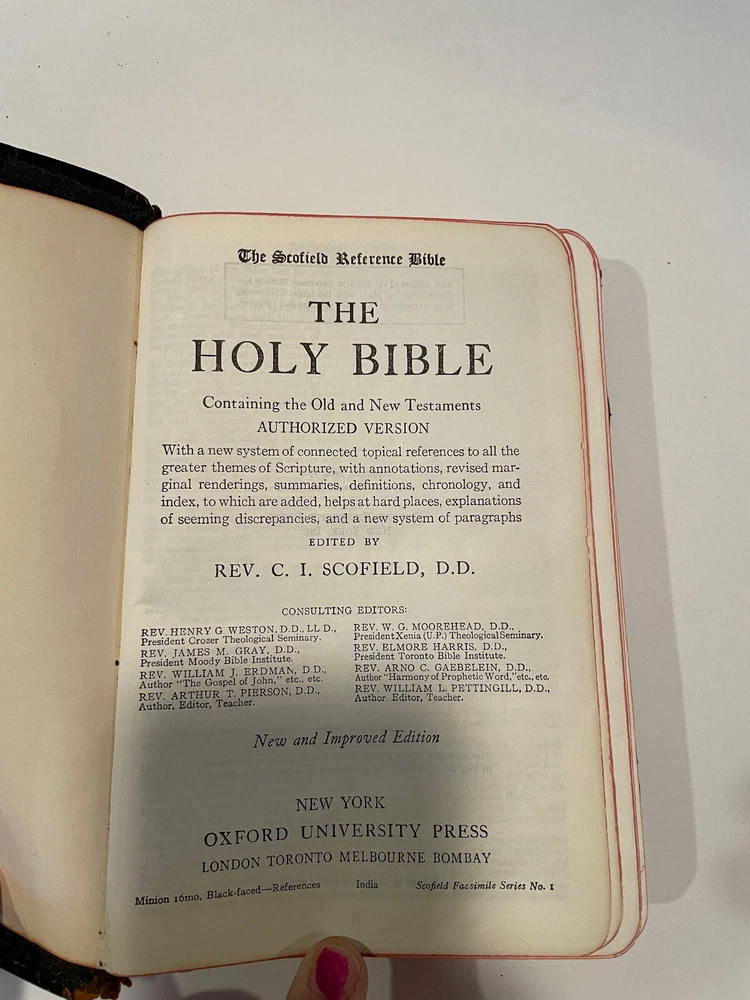 The Scofield Reference Bible
THE
HOLY BIBLE
Containing the Old and New Testaments
AUTHORIZED VERSION
With a new system of connected topical references to all the
greater themes of Scripture, with annotations, revised mar-
ginal renderings, summaries, definitions, chronology, and
index, to which are added, helps at hard places, explanations
of seeming discrepancies, and a new system of paragraphs
EDITED BY
REV. C. I. SCOFIELD, D.D.
CONSULTING EDITORS:
REV. HENRY G. WESTON, D.D., LL D.,
President Crozer Theological Seminary.
REV. JAMES M. GRAY, D.D.,
President Moody Bible Institute.
REV. WILLIAM J. ERDMAN, D.D.,
Author "The Gospel of John," etc., etc.
REV. ARTHUR T. PIERSON, D.D.,
Author, Editor, Teacher.
REV. W. G. MOOREHEAD, D.D.,
President Xenia (U.P.) Theological Seminary.
REV. ELMORE HARRIS, D.D.,
President Toronto Bible Institute.
REV. ARNO C. GAEBELEIN, D.D.,
Author "Harmony of Prophetic Word," etc., etc.
REV. WILLIAM L. PETTINGILL, D.D.,
Author, Editor, Teacher.
New and Improved Edition
NEW YORK
OXFORD UNIVERSITY PRESS
LONDON TORONTO MELBOURNE BOMBAY
Minion 16mo, Black-faced—References India Scofield Facsimile Series No. 1